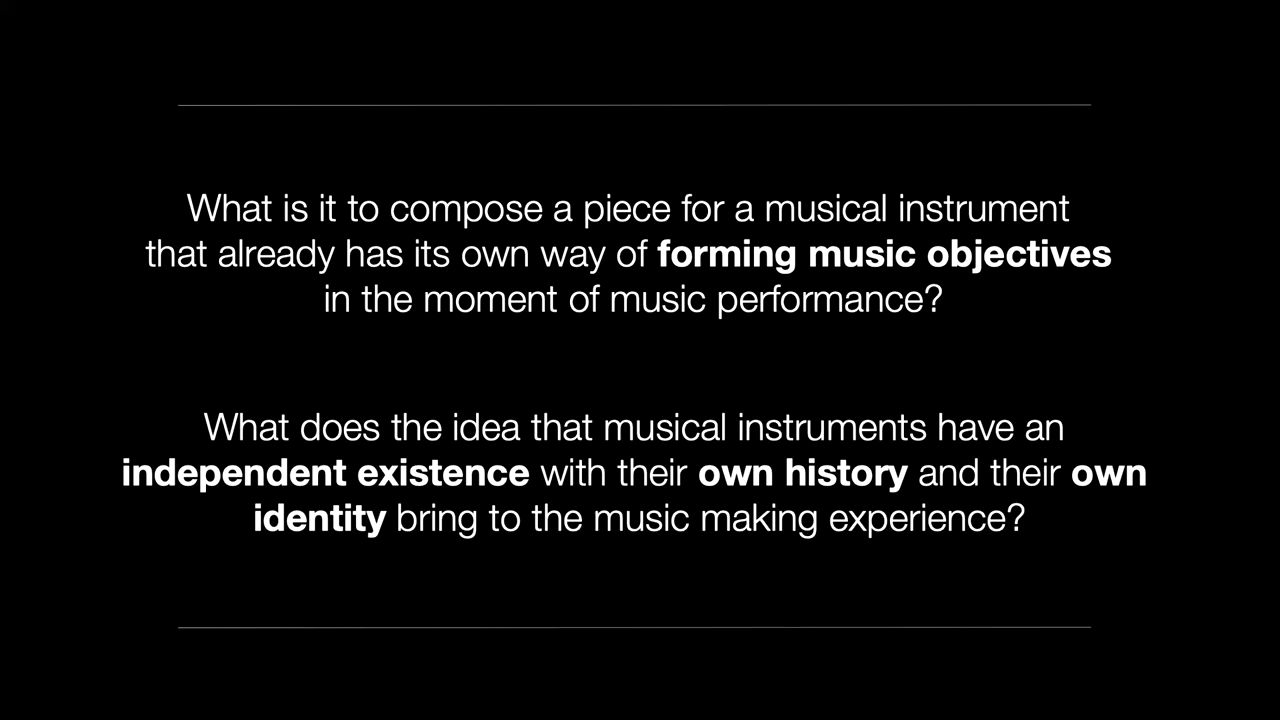 What is it to compose a piece for a musical instrument
that already has its own way of forming music objectives
in the moment of music performance?
What does the idea that musical instruments have an
independent existence with their own history and their own
identity bring to the music making experience?